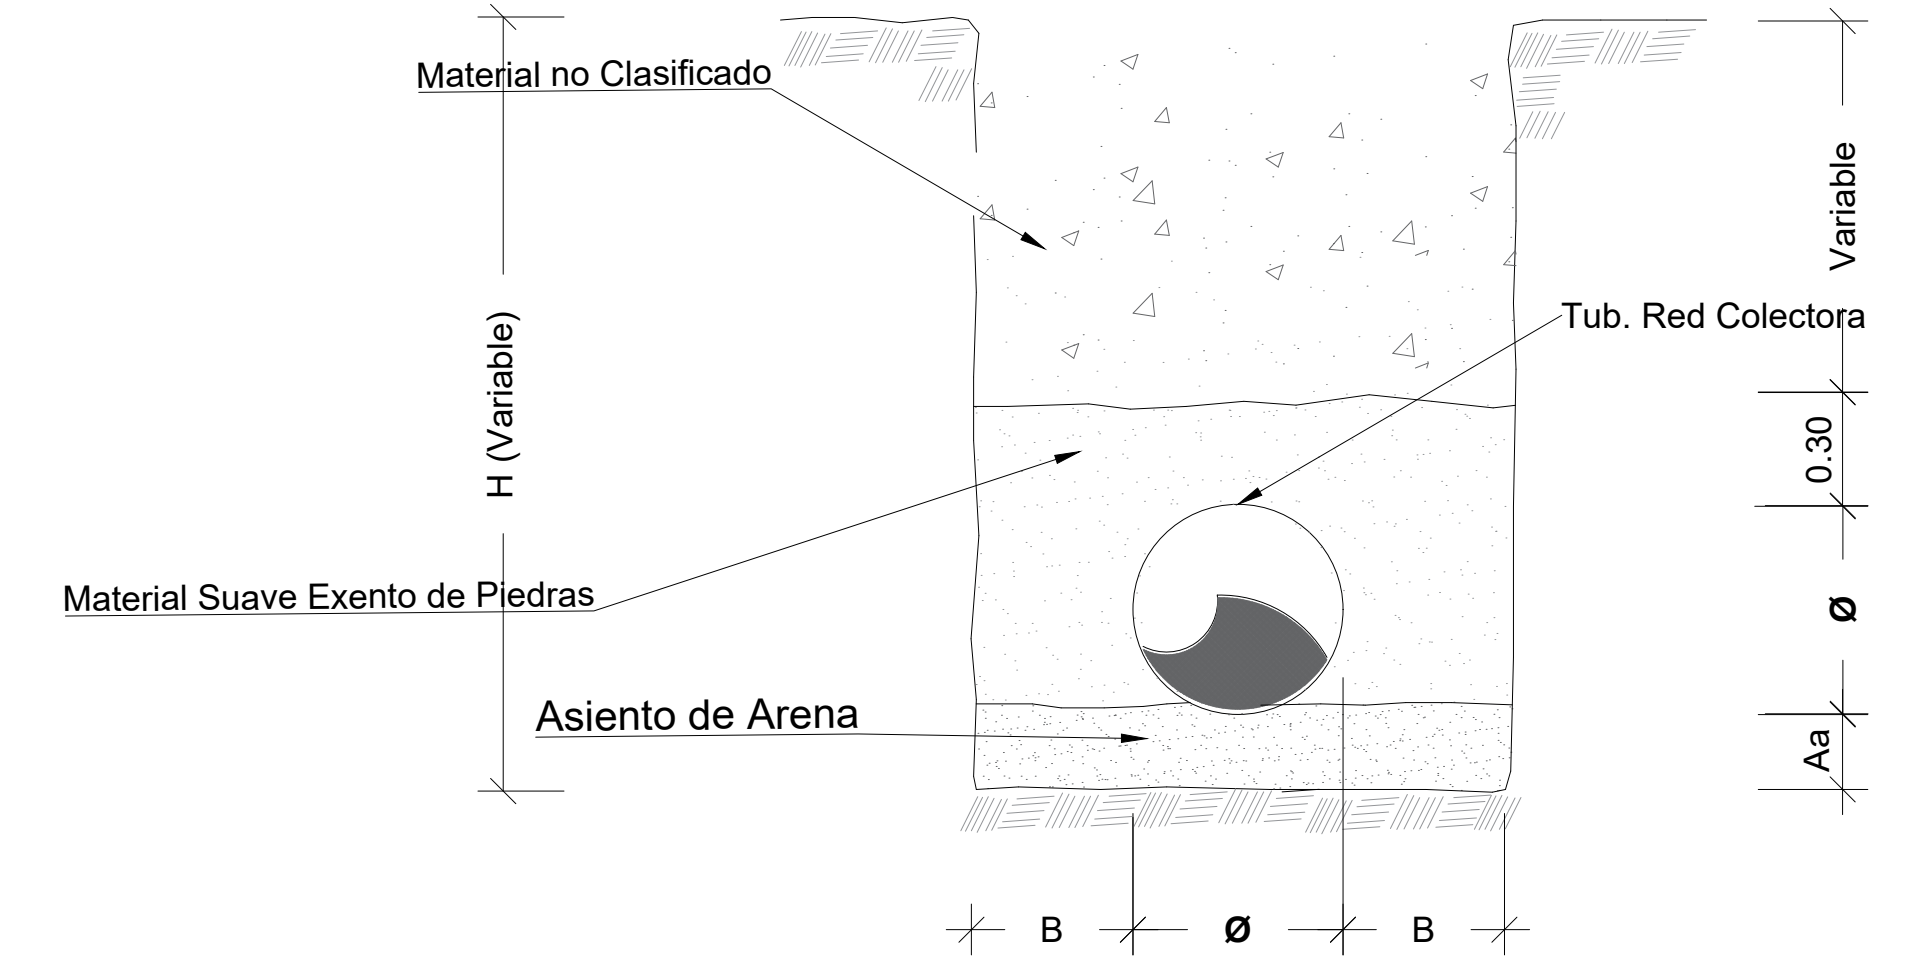 Material no Clasificado
Variable
Tub. Red Colectora
H (Variable)
0.30
Material Suave Exento de Piedras
Ø
Asiento de Arena
Aa
B
Ø
B